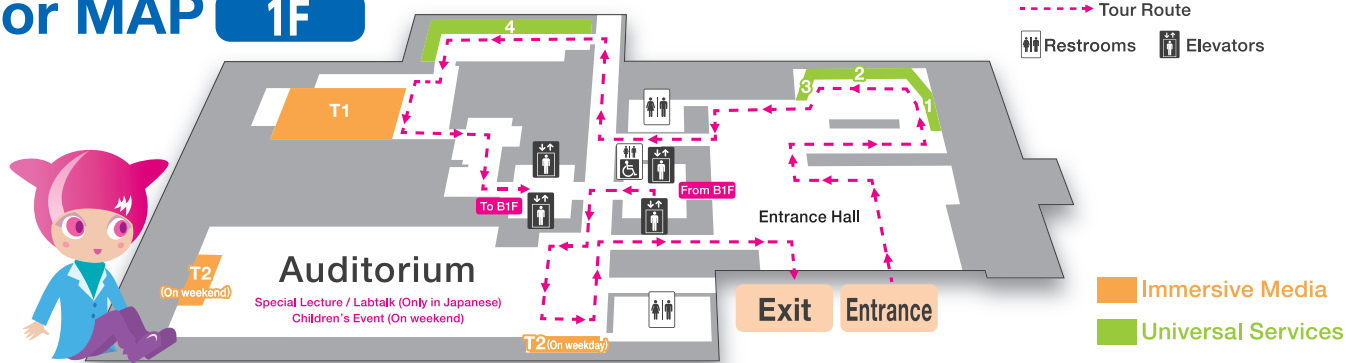 or MAP 1F
Tour Route
Restrooms
Elevators
4
2
3
1
T1
To B1F
From B1F
Entrance Hall
T2
(On weekend)
Auditorium
Special Lecture / Labtalk (Only in Japanese)
Children's Event (On weekend)
T2 (On weekday)
Exit
Entrance
Immersive Media
Universal Services